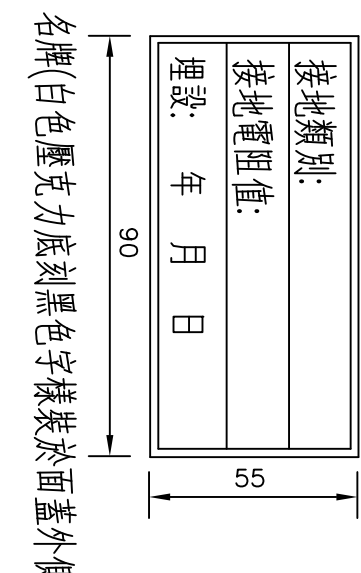 接地類別:
接地電阻值:
埋設: 年 月 日
90
55
名牌(白色壓克力底刻黑色字樣裝於面蓋外側